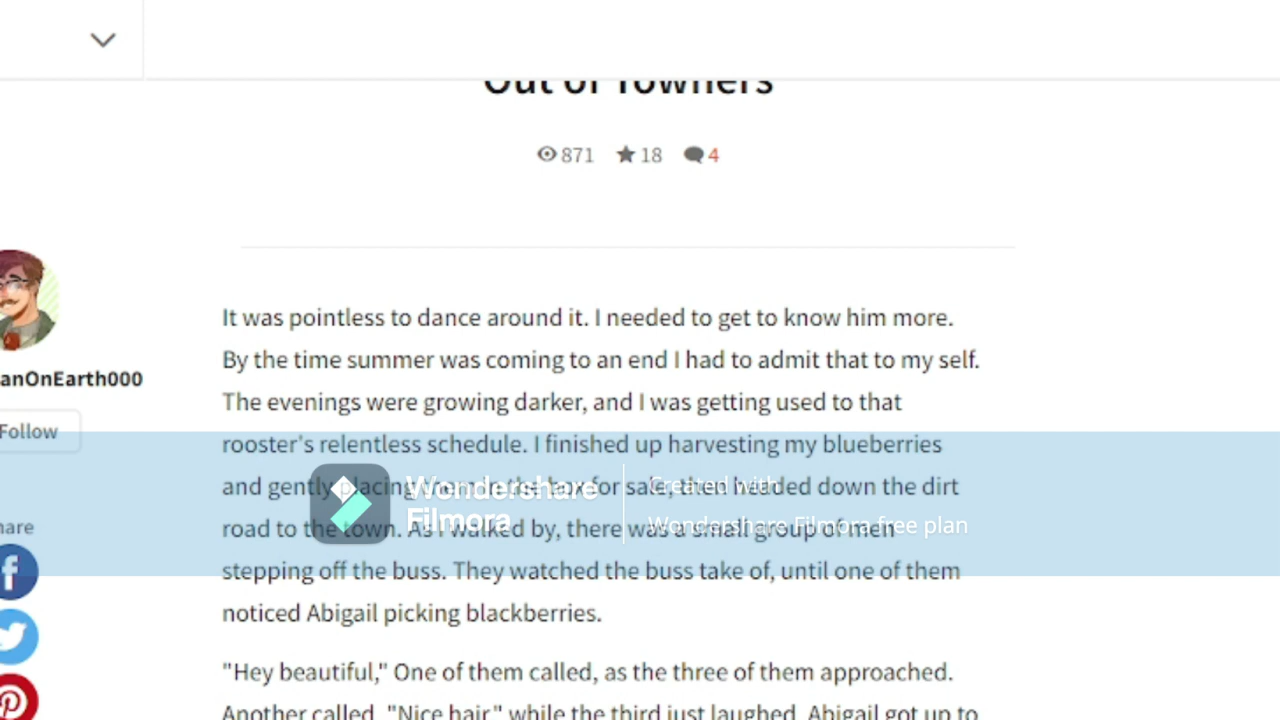 Out of Towners
871 18 4
It was pointless to dance around it. I needed to get to know him more.
By the time summer was coming to an end I had to admit that to my self.
The evenings were growing darker, and I was getting used to that
rooster's relentless schedule. I finished up harvesting my blueberries
and gently placing them in the box for sale, then headed down the dirt
road to the town. As I walked by, there was a small group of men
stepping off the buss. They watched the buss take of, until one of them
noticed Abigail picking blackberries.
"Hey beautiful," One of them called, as the three of them approached.
Another called, "Nice hair," while the third just laughed. Abigail got up to
anOnEarth000
Follow
hare
Wondershare
Filmora
Created with
Wondershare Filmora free plan